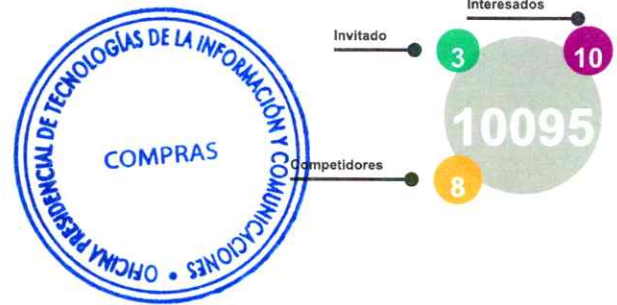 OFICINA PRESIDENCIAL DE TECNOLOGÍAS DE LA INFORMACIÓN Y COMUNICACIONES •
COMPRAS
Interesados
Invitado
3
10
10095
Competidores
8